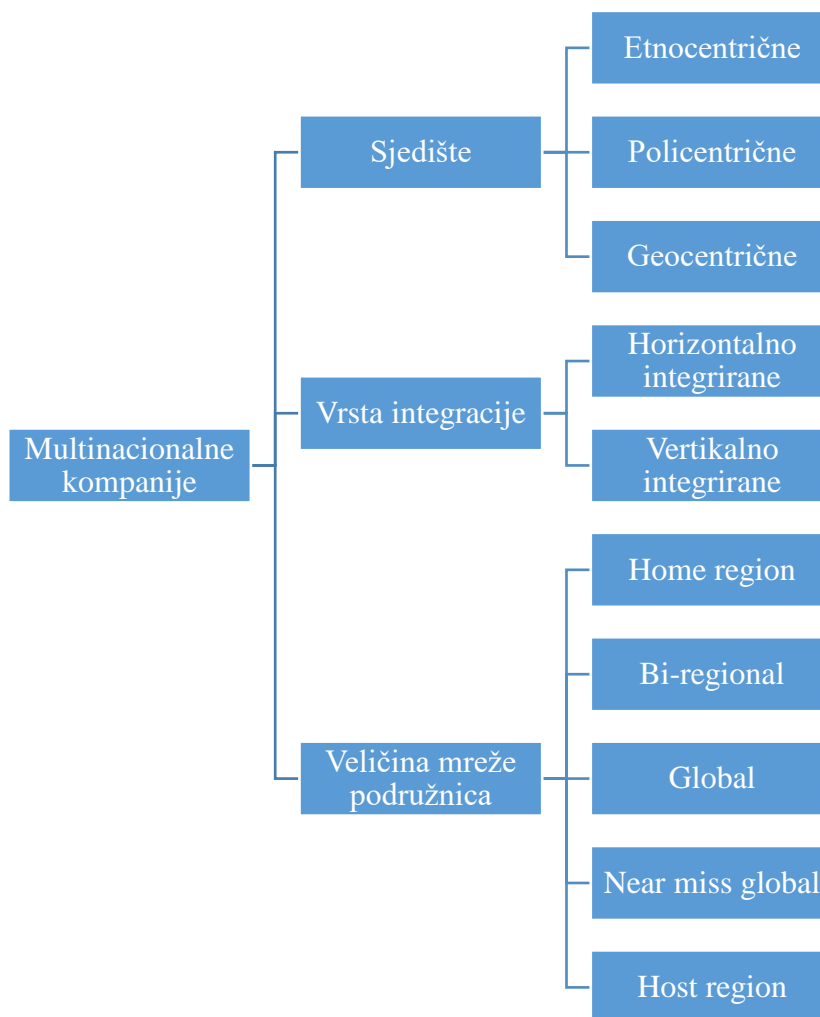 Multinacionalne
kompanije
Sjedište
Etnocentrične
Policentrične
Geocentrične
Vrsta integracije
Horizontalno
integrirane
Vertikalno
integrirane
Veličina mreže
podružnica
Home region
Bi-regional
Global
Near miss global
Host region